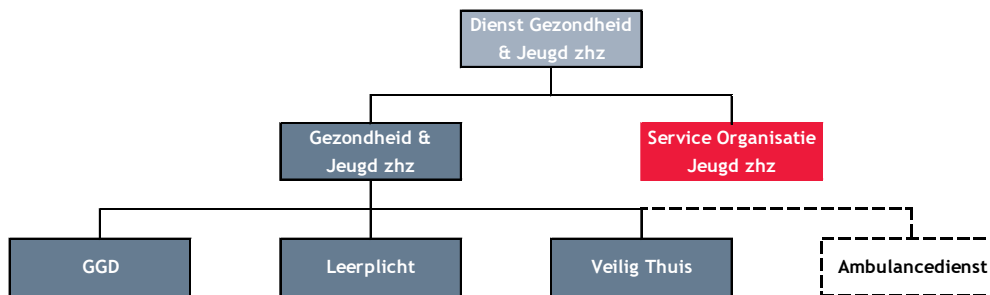 Dienst Gezondheid
& Jeugd zhz
Gezondheid &
Jeugd zhz
Service Organisatie
Jeugd zhz
GGD
Leerplicht
Veilig Thuis
Ambulancedienst